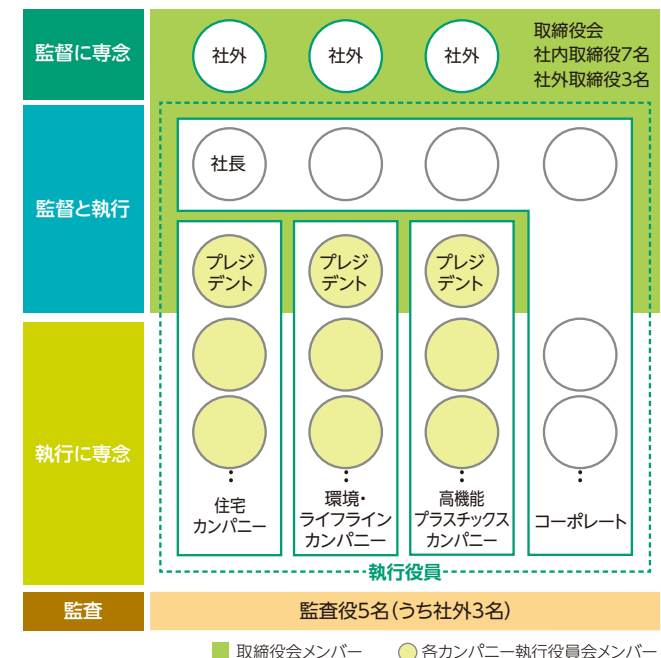 監督に専念
社外
社外
社外
取締役会
社内取締役7名
社外取締役3名
監督と執行
社長
プレジ
デント
プレジ
デント
プレジ
デント
執行に専念
住宅
カンパニー
環境・
ライフライン
カンパニー
高機能
プラスチックス
カンパニー
コーポレート
執行役員
監査
監査役5名(うち社外3名)
取締役会メンバー
各カンパニー執行役員会メンバー